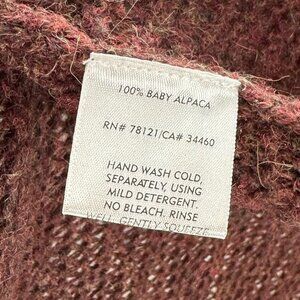 100% BABY ALPACA
RN# 78121/CA# 34460
HAND WASH COLD,
SEPARATELY, USING
MILD DETERGENT.
NO BLEACH. RINSE
WELL, GENTLY SQUEEZE